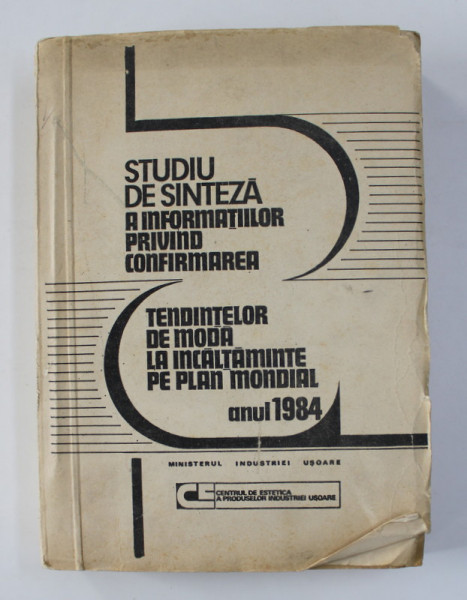 STUDIU
DE SINTEZĂ
A INFORMAȚIILOR
PRIVIND
CONFIRMAREA
TENDINȚELOR
DE MODĂ
LA INCĂLȚĂMINTE
PE PLAN MONDIAL
anul 1984
MINISTERUL INDUSTRIEI UȘOARE
CENTRUL DE ESTETICA
A PRODUSELOR INDUSTRIEI UȘOARE